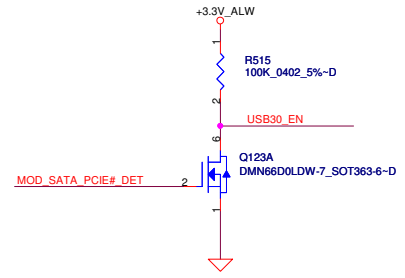 +3.3V_ALW
1
R515
100K_0402_5%~D
2
USB30_EN
6
Q123A
DMN66D0LDW-7_SOT363-6~D
MOD_SATA_PCIE#_DET
2
1